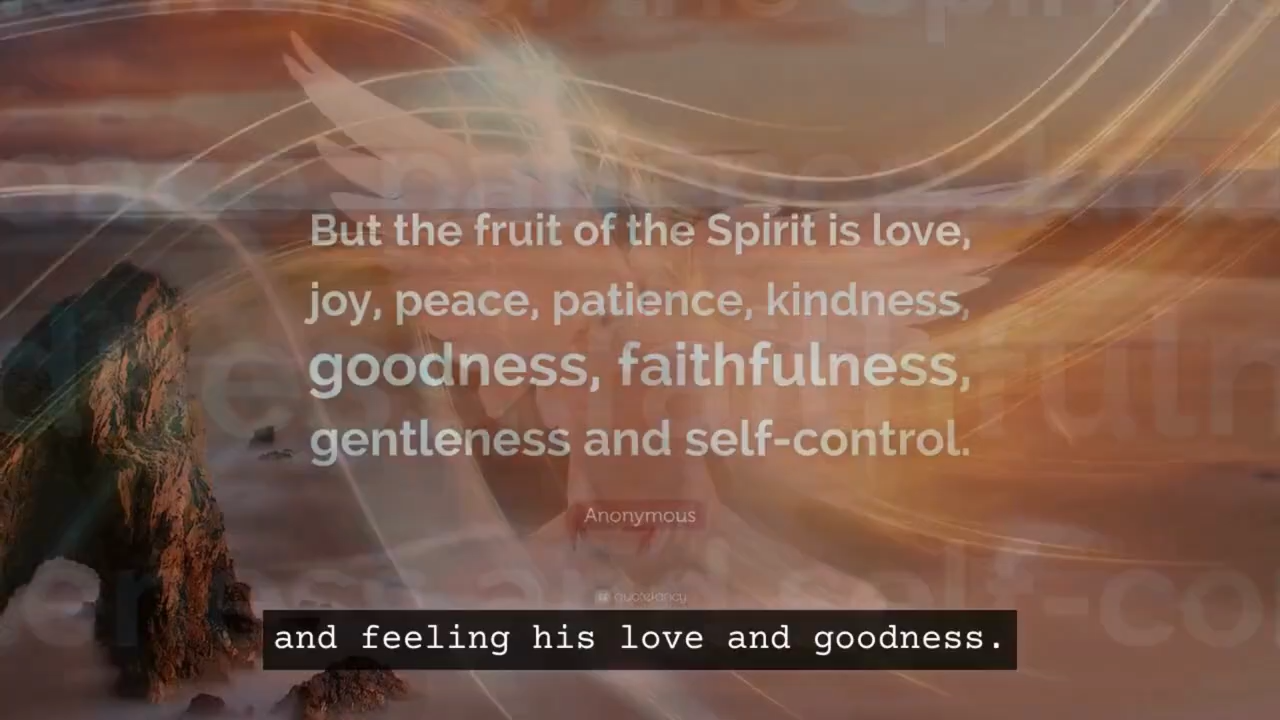 But the fruit of the Spirit is love,
joy, peace, patience, kindness,
goodness, faithfulness,
gentleness and self-control.
Anonymous
quotefancy
and feeling his love and goodness.